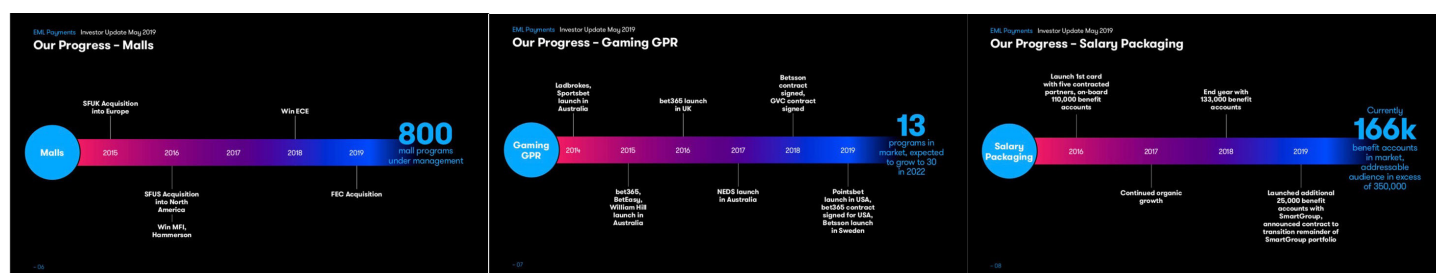 EML Payments Investor Update May 2019
Our Progress – Malls
SFUK Acquisition
into Europe
Win ECE
Malls
2015
2016
2017
2018
2019
800
mall programs
under management
SFUS Acquisition
into North
America
Win MFI,
Hammerson
FEC Acquisition
- 06
EML Payments Investor Update May 2019
Our Progress – Gaming GPR
Ladbrokes,
Sportsbet
launch in
Australia
bet365 launch
in UK
Betsson
contract
signed,
GVC contract
signed
Gaming
GPR
2014
2015
2016
2017
2018
2019
13
programs in
market, expected
to grow to 30
in 2022
bet365,
BetEasy,
William Hill
launch in
Australia
NEDS launch
in Australia
Pointsbet
launch in USA,
bet365 contract
signed for USA,
Betsson launch
in Sweden
- 07
EML Payments Investor Update May 2019
Our Progress – Salary Packaging
Launch 1st card
with five contracted
partners, on-board
110,000 benefit
accounts
End year with
133,000 benefit
accounts
Salary
Packaging
2016
2017
2018
2019
Currently
166k
benefit accounts
in market,
addressable
audience in excess
of 350,000
Continued organic
growth
Launched additional
25,000 benefit
accounts with
SmartGroup,
announced contract to
transition remainder of
SmartGroup portfolio
- 08